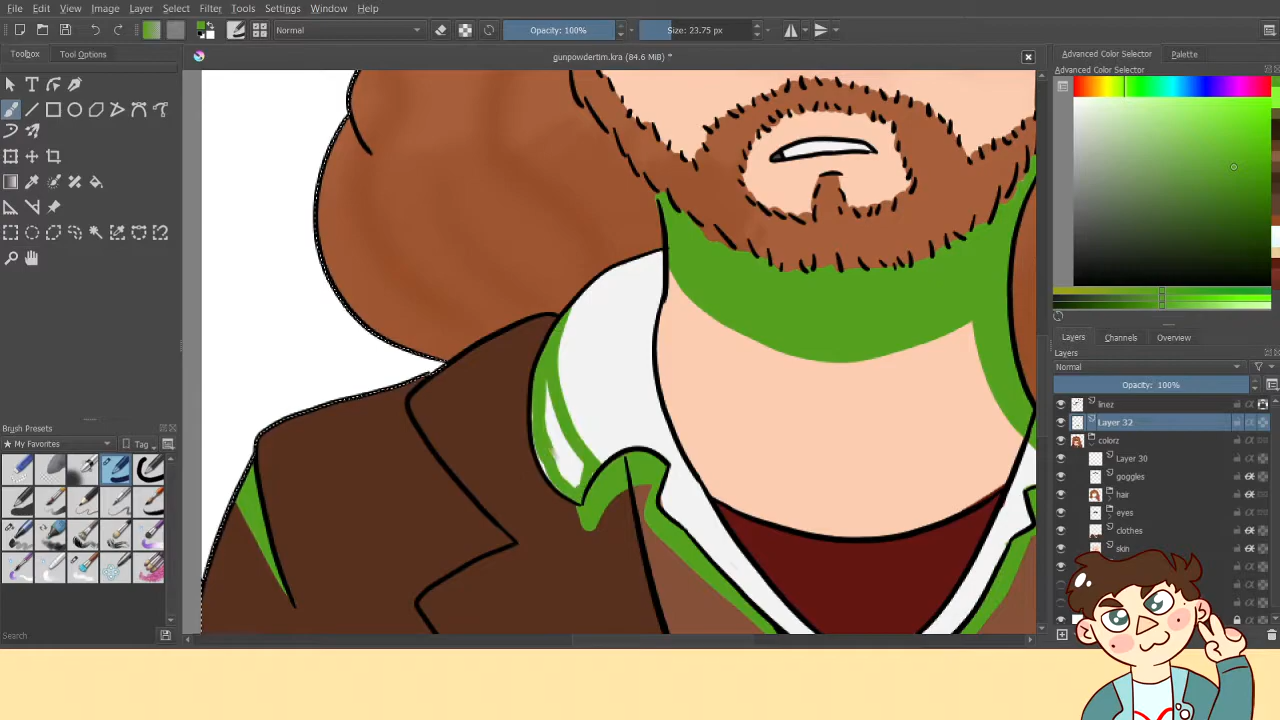 File Edit View Image Layer Select Filter Tools Settings Window Help
Normal Opacity: 100% Size: 23.75 px
Toolbox Tool Options
gunpowdertim.kra (84.6 MiB) *
Advanced Color Selector Palette
Advanced Color Selector
Layers Channels Overview
Layers
Normal
Opacity: 100%
linez
Layer 32
colorz
Layer 30
goggles
hair
eyes
clothes
skin
Brush Presets
★ My Favorites Tag
Search